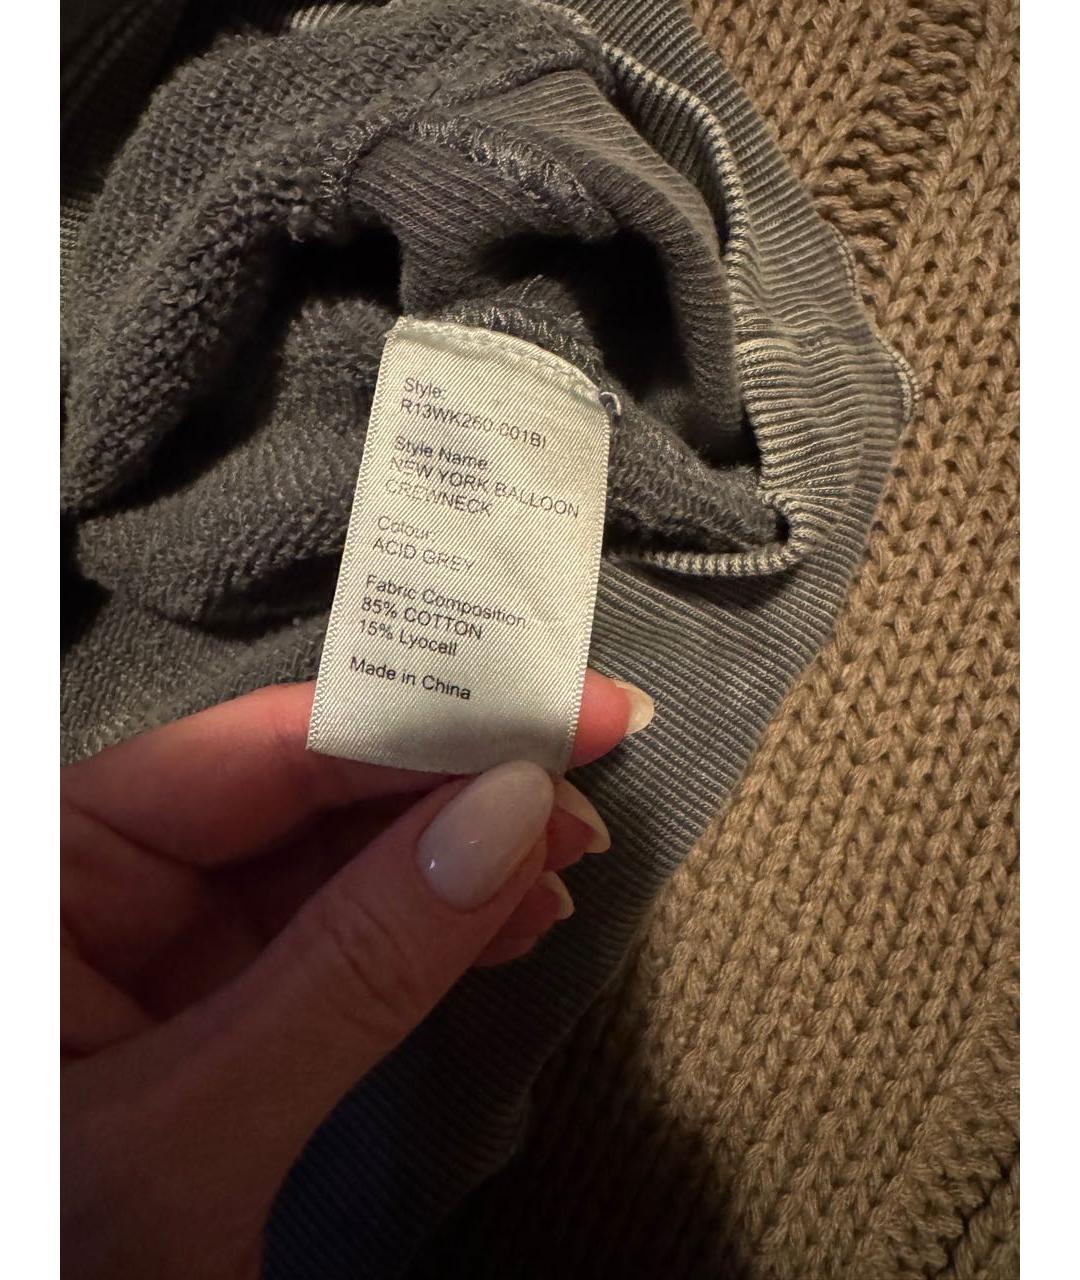 Style:
R13WK260-001BI
Style Name:
NEW YORK BALLOON
CREWNECK
Colour:
ACID GREY
Fabric Composition
85% COTTON
15% Lyocell
Made in China